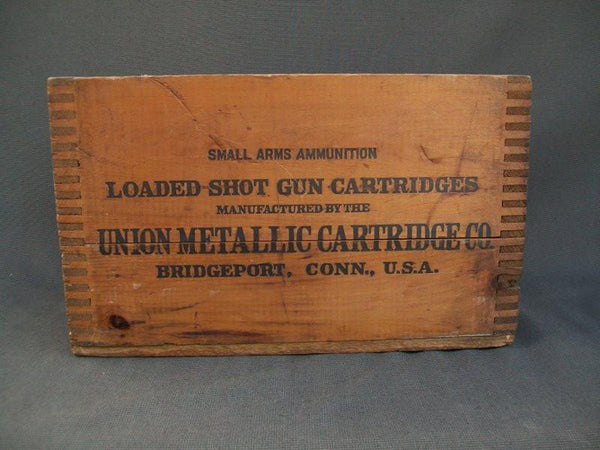 SMALL ARMS AMMUNITION
LOADED SHOT GUN CARTRIDGES
MANUFACTURED BY THE
UNION METALLIC CARTRIDGE CO.
BRIDGEPORT, CONN., U.S.A.